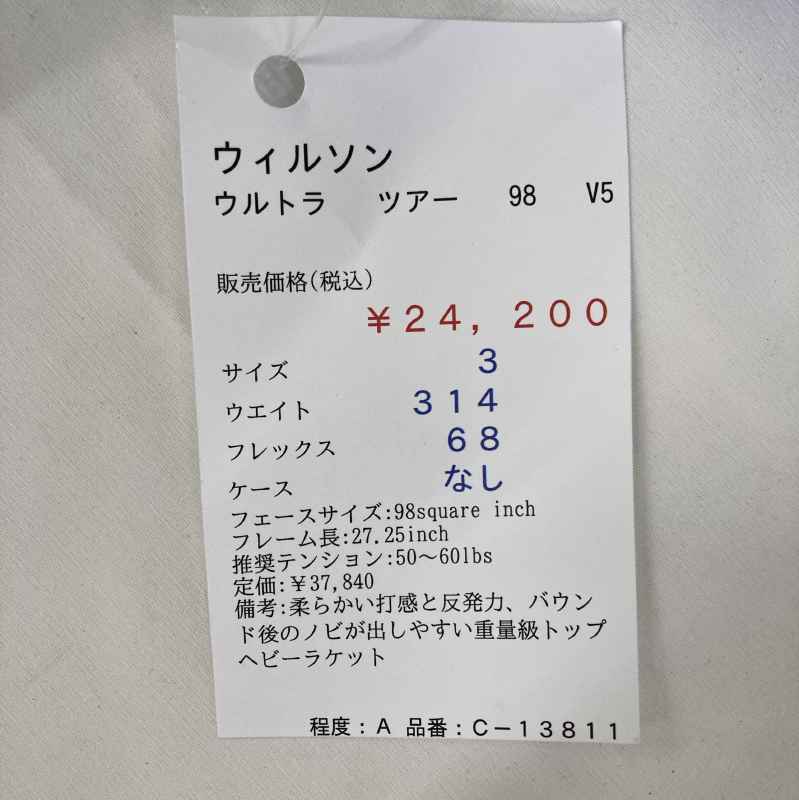 ウィルソン
ウルトラ ツアー 98 V5
販売価格(税込)
￥２４，２００
サイズ ３
ウエイト ３１４
フレックス ６８
ケース なし
フェースサイズ:98square inch
フレーム長:27.25inch
推奨テンション:50～60lbs
定価:￥37,840
備考:柔らかい打感と反発力、バウン
ド後のノビが出しやすい重量級トップ
ヘビーラケット
程度：Ａ 品番：Ｃ－１３８１１